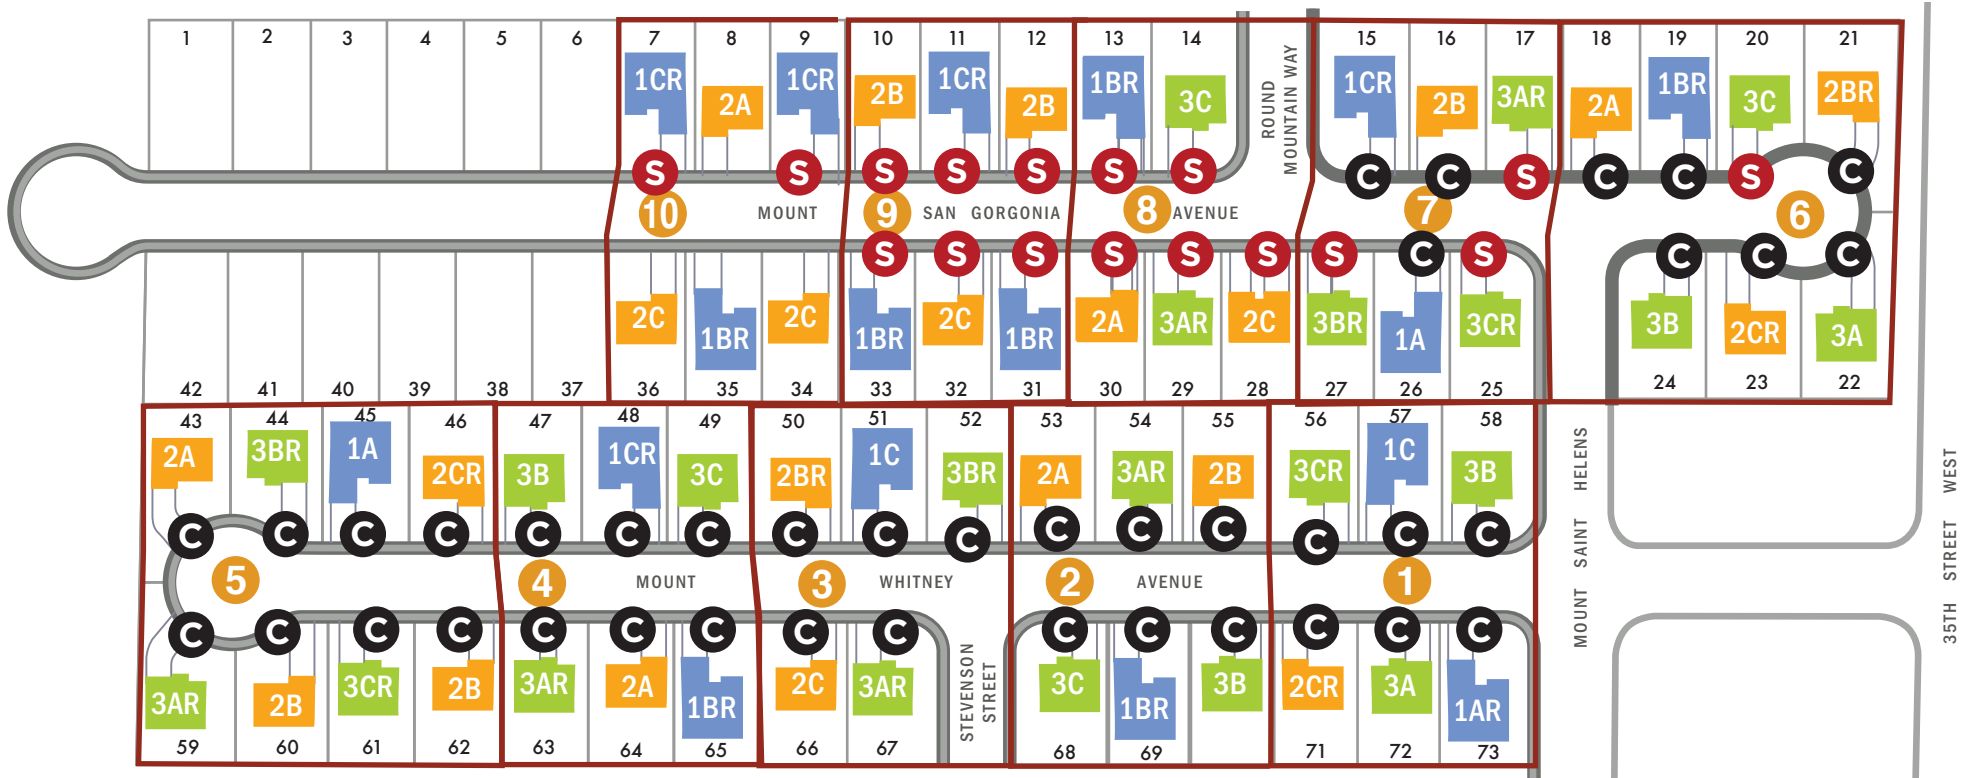 1 2 3 4 5 6 7 8 9 10 11 12 13 14 15 16 17 18 19 20 21
1CR 2A 1CR 2B 1CR 2B 1BR 3C 1CR 2B 3AR 2A 1BR 3C 2BR
ROUND
MOUNTAIN WAY
S S S S S S S C C S C C S C
10 MOUNT 9 SAN GORGONIA 8 AVENUE 7 6
S S S S S S S C S C C C
2C 1BR 2C 1BR 2C 1BR 2A 3AR 2C 3BR 1A 3CR 3B 2CR 3A
42 41 40 39 38 37 36 35 34 33 32 31 30 29 28 27 26 25 24 23 22
43 44 45 46 47 48 49 50 51 52 53 54 55 56 57 58
2A 3BR 1A 2CR 3B 1CR 3C 2BR 1C 3BR 2A 3AR 2B 3CR 1C 3B
C C C C C C C C C C C C C C C C
5 4 MOUNT 3 WHITNEY 2 AVENUE 1
C C C C C C C C C C C C C C C
3AR 2B 3CR 2B 3AR 2A 1BR 2C 3AR 3C 1BR 3B 2CR 3A 1AR
59 60 61 62 63 64 65 66 67 68 69 71 72 73
STEVENSON
STREET
MOUNT SAINT HELENS
35TH STREET WEST